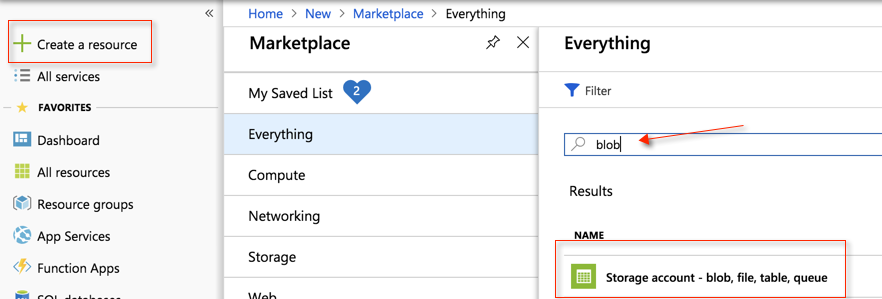 Create a resource
All services
FAVORITES
Dashboard
All resources
Resource groups
App Services
Function Apps
SQL databases
Home > New > Marketplace > Everything
Marketplace
My Saved List 2
Everything
Compute
Networking
Storage
Web
Everything
Filter
blob
Results
NAME
Storage account - blob, file, table, queue